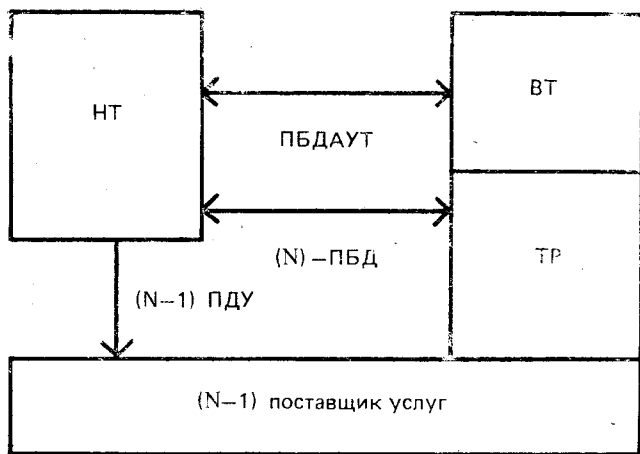 НТ
ВТ
ПБДАУТ
(N)–ПБД
ТР
(N–1) ПДУ
(N–1) поставщик услуг